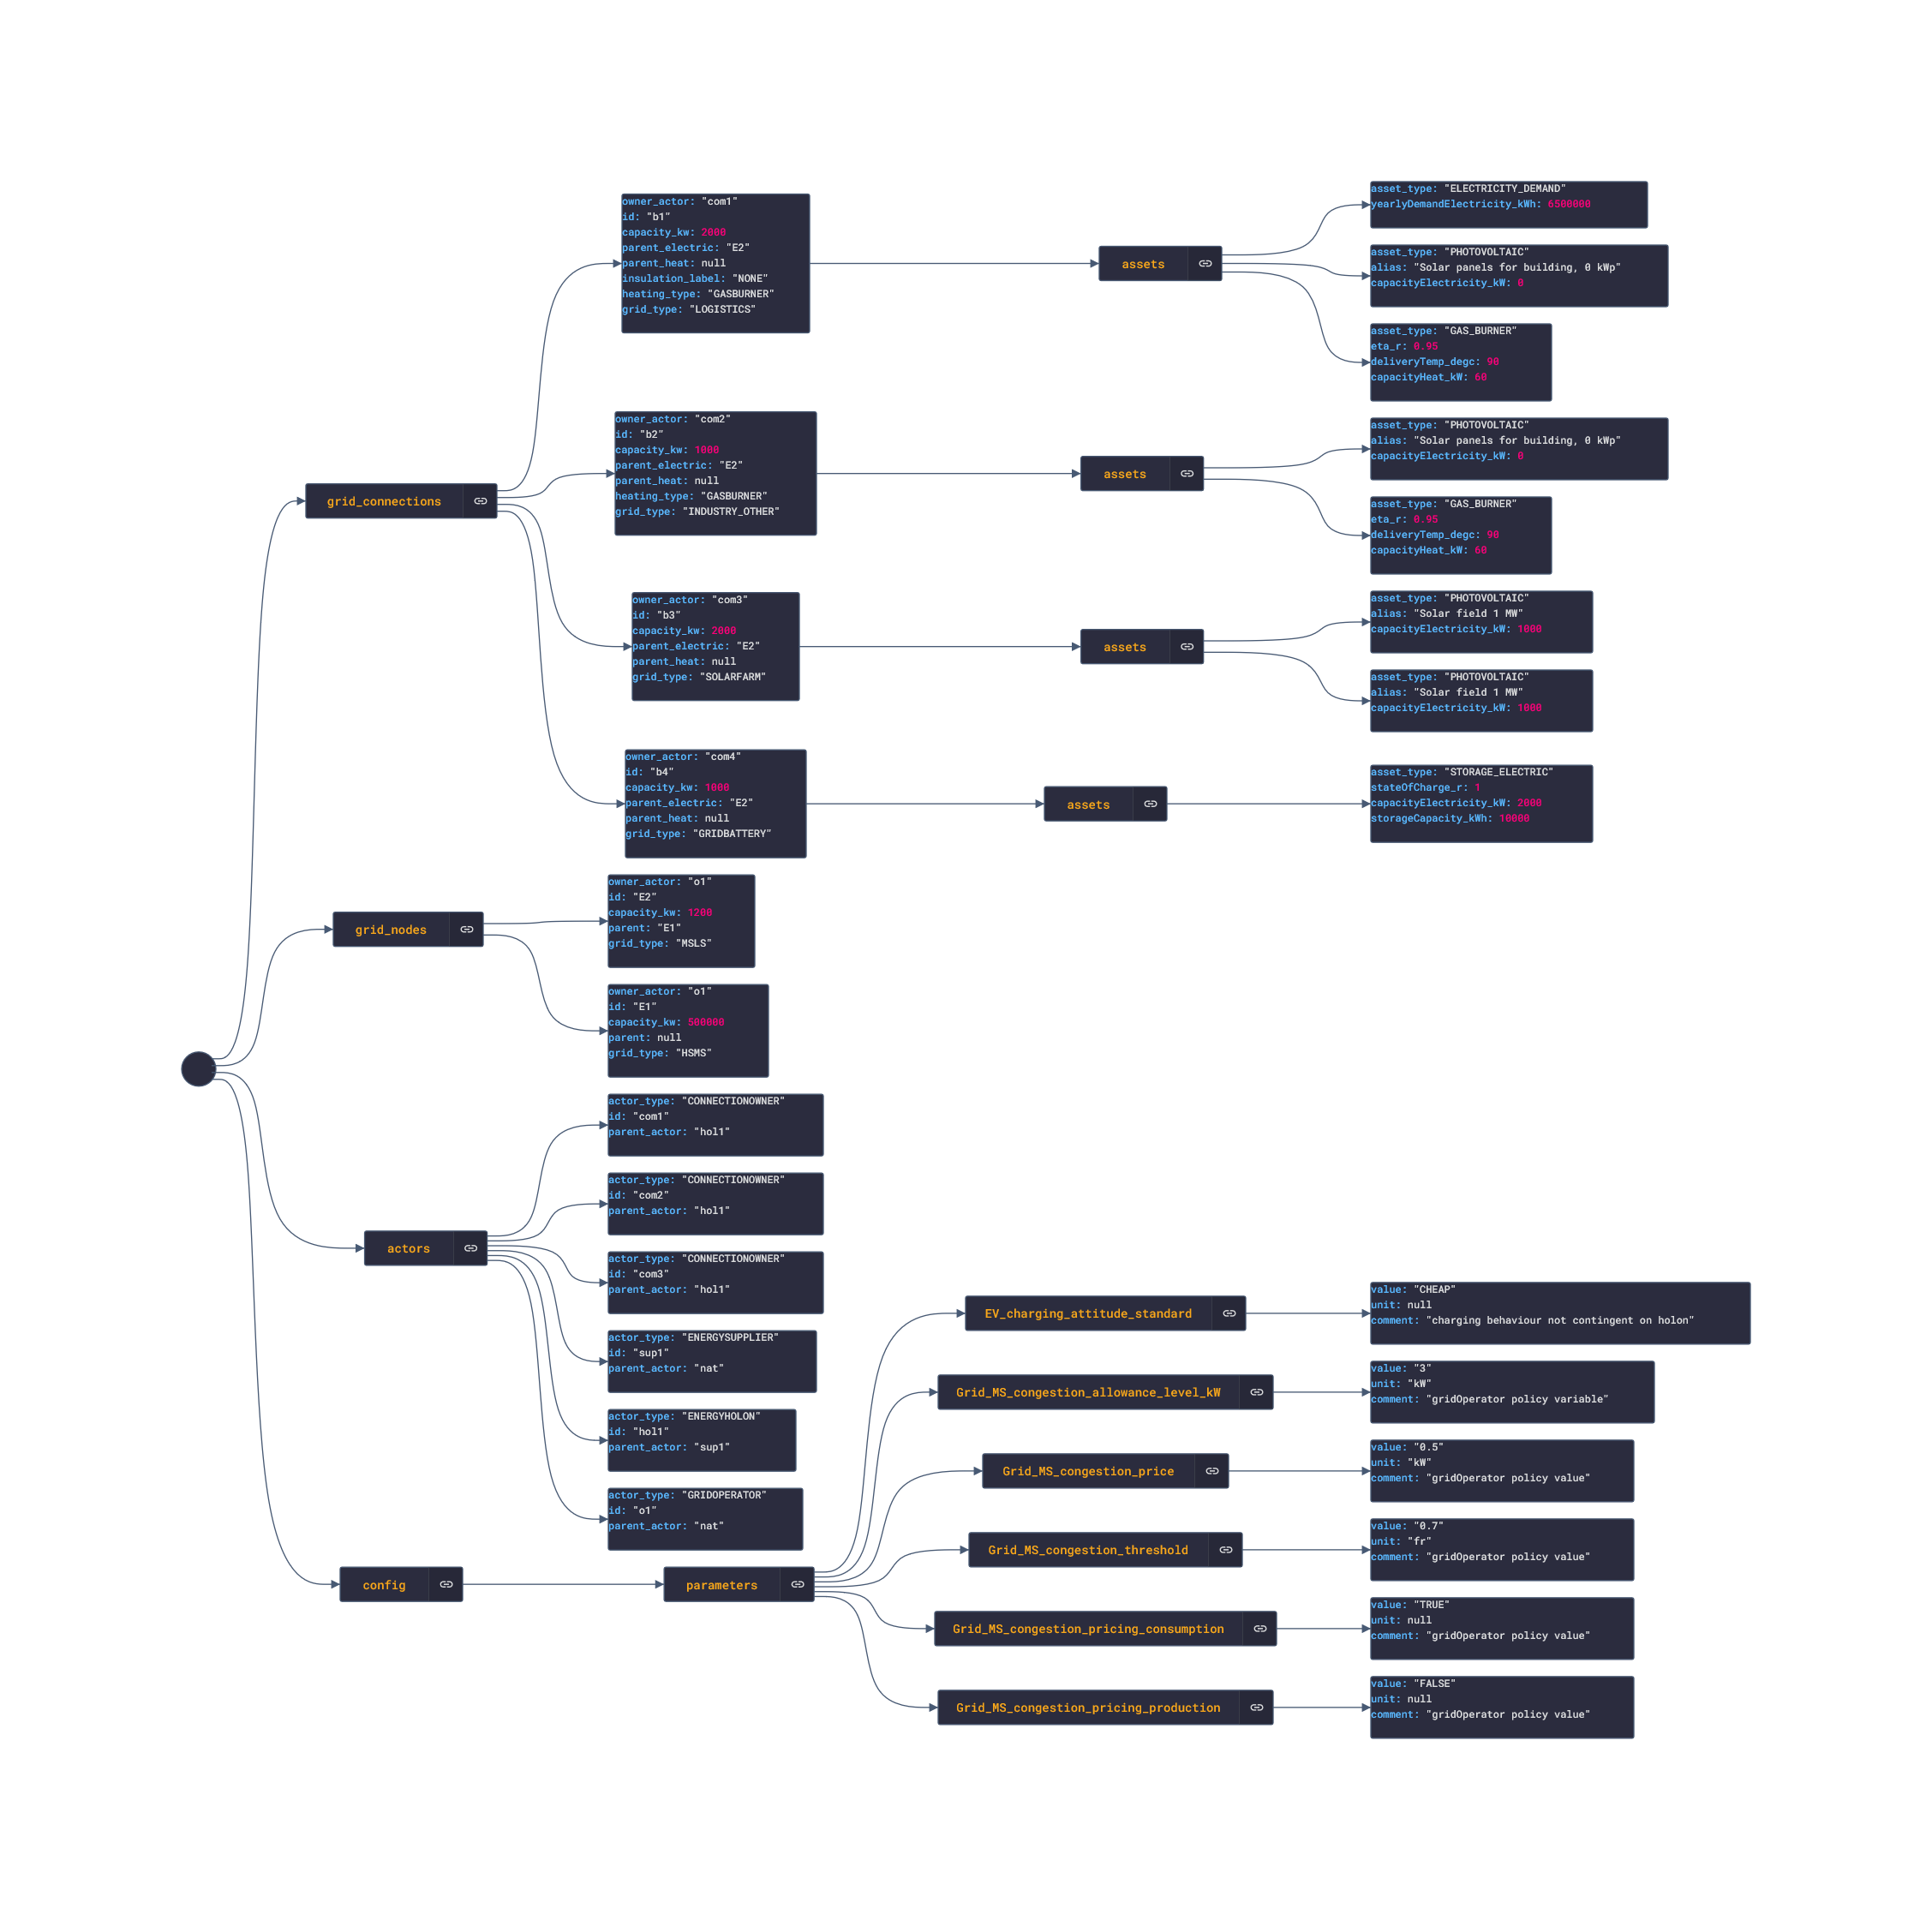 grid_connections
owner_actor: "com1"
id: "b1"
capacity_kw: 2000
parent_electric: "E2"
parent_heat: null
insulation_label: "NONE"
heating_type: "GASBURNER"
grid_type: "LOGISTICS"
assets
asset_type: "ELECTRICITY_DEMAND"
yearlyDemandElectricity_kWh: 6500000
asset_type: "PHOTOVOLTAIC"
alias: "Solar panels for building, 0 kWp"
capacityElectricity_kW: 0
asset_type: "GAS_BURNER"
eta_r: 0.95
deliveryTemp_degc: 90
capacityHeat_kW: 60
owner_actor: "com2"
id: "b2"
capacity_kw: 1000
parent_electric: "E2"
parent_heat: null
heating_type: "GASBURNER"
grid_type: "INDUSTRY_OTHER"
assets
asset_type: "PHOTOVOLTAIC"
alias: "Solar panels for building, 0 kWp"
capacityElectricity_kW: 0
asset_type: "GAS_BURNER"
eta_r: 0.95
deliveryTemp_degc: 90
capacityHeat_kW: 60
owner_actor: "com3"
id: "b3"
capacity_kw: 2000
parent_electric: "E2"
parent_heat: null
grid_type: "SOLARFARM"
assets
asset_type: "PHOTOVOLTAIC"
alias: "Solar field 1 MW"
capacityElectricity_kW: 1000
asset_type: "PHOTOVOLTAIC"
alias: "Solar field 1 MW"
capacityElectricity_kW: 1000
owner_actor: "com4"
id: "b4"
capacity_kw: 1000
parent_electric: "E2"
parent_heat: null
grid_type: "GRIDBATTERY"
assets
asset_type: "STORAGE_ELECTRIC"
stateOfCharge_r: 1
capacityElectricity_kW: 2000
storageCapacity_kWh: 10000
grid_nodes
owner_actor: "o1"
id: "E2"
capacity_kw: 1200
parent: "E1"
grid_type: "MSLS"
owner_actor: "o1"
id: "E1"
capacity_kw: 500000
parent: null
grid_type: "HSMS"
actors
actor_type: "CONNECTIONOWNER"
id: "com1"
parent_actor: "hol1"
actor_type: "CONNECTIONOWNER"
id: "com2"
parent_actor: "hol1"
actor_type: "CONNECTIONOWNER"
id: "com3"
parent_actor: "hol1"
actor_type: "ENERGYSUPPLIER"
id: "sup1"
parent_actor: "nat"
actor_type: "ENERGYHOLON"
id: "hol1"
parent_actor: "sup1"
actor_type: "GRIDOPERATOR"
id: "o1"
parent_actor: "nat"
config
parameters
EV_charging_attitude_standard
value: "CHEAP"
unit: null
comment: "charging behaviour not contingent on holon"
Grid_MS_congestion_allowance_level_kW
value: "3"
unit: "kW"
comment: "gridOperator policy variable"
Grid_MS_congestion_price
value: "0.5"
unit: "kW"
comment: "gridOperator policy value"
Grid_MS_congestion_threshold
value: "0.7"
unit: "fr"
comment: "gridOperator policy value"
Grid_MS_congestion_pricing_consumption
value: "TRUE"
unit: null
comment: "gridOperator policy value"
Grid_MS_congestion_pricing_production
value: "FALSE"
unit: null
comment: "gridOperator policy value"